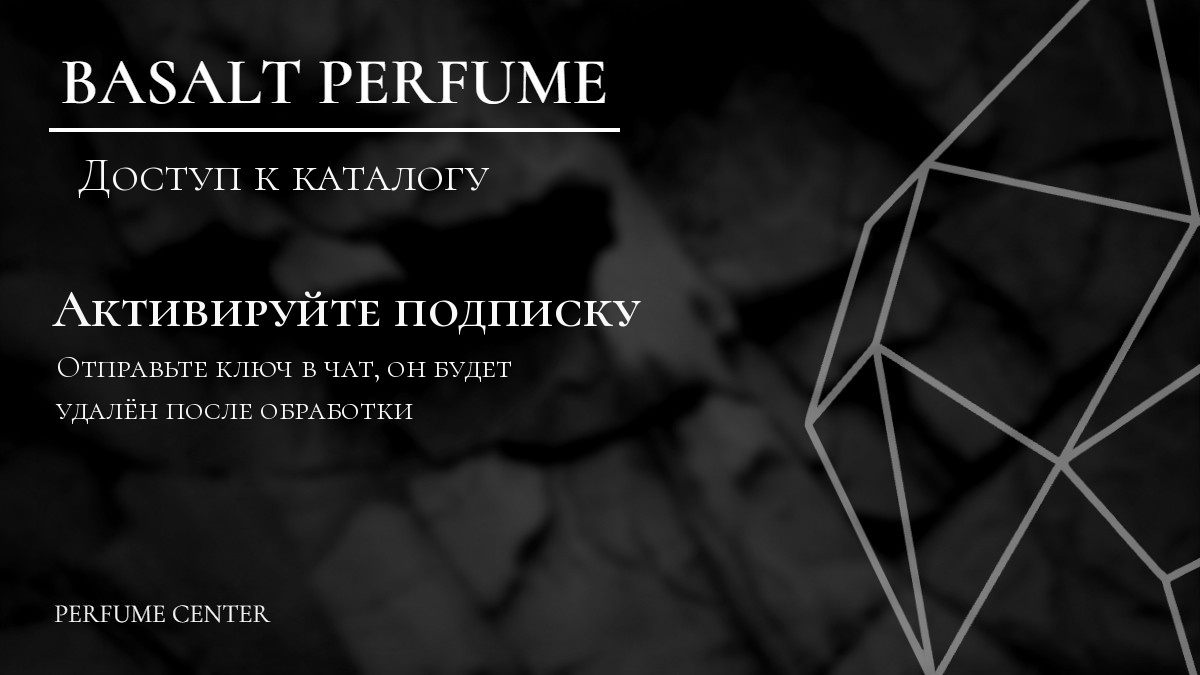 BASALT PERFUME
Доступ к каталогу
Активируйте подписку
Отправьте ключ в чат, он будет
удалён после обработки
PERFUME CENTER